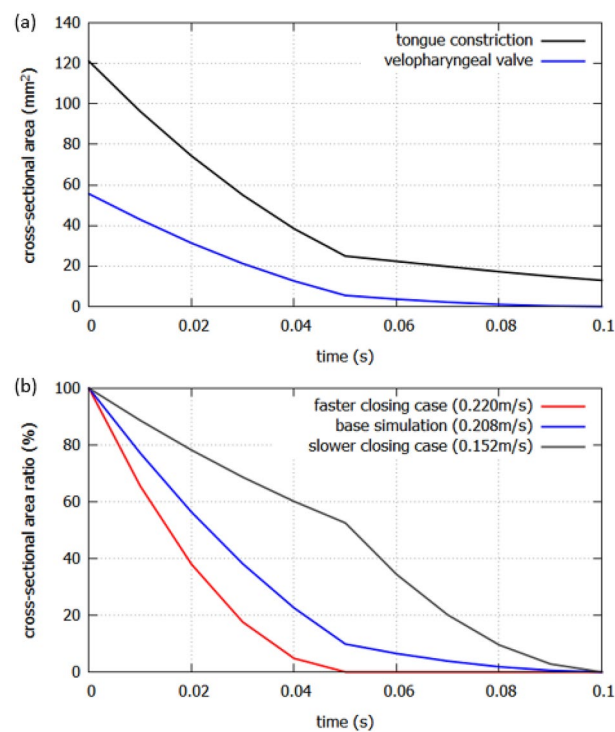 (a)
140
120
100
80
60
40
20
0
cross-sectional area (mm²)
tongue constriction
velopharyngeal valve
0 0.02 0.04 0.06 0.08 0.1
time (s)
(b)
100
80
60
40
20
0
cross-sectional area ratio (%)
faster closing case (0.220m/s)
base simulation (0.208m/s)
slower closing case (0.152m/s)
0 0.02 0.04 0.06 0.08 0.1
time (s)